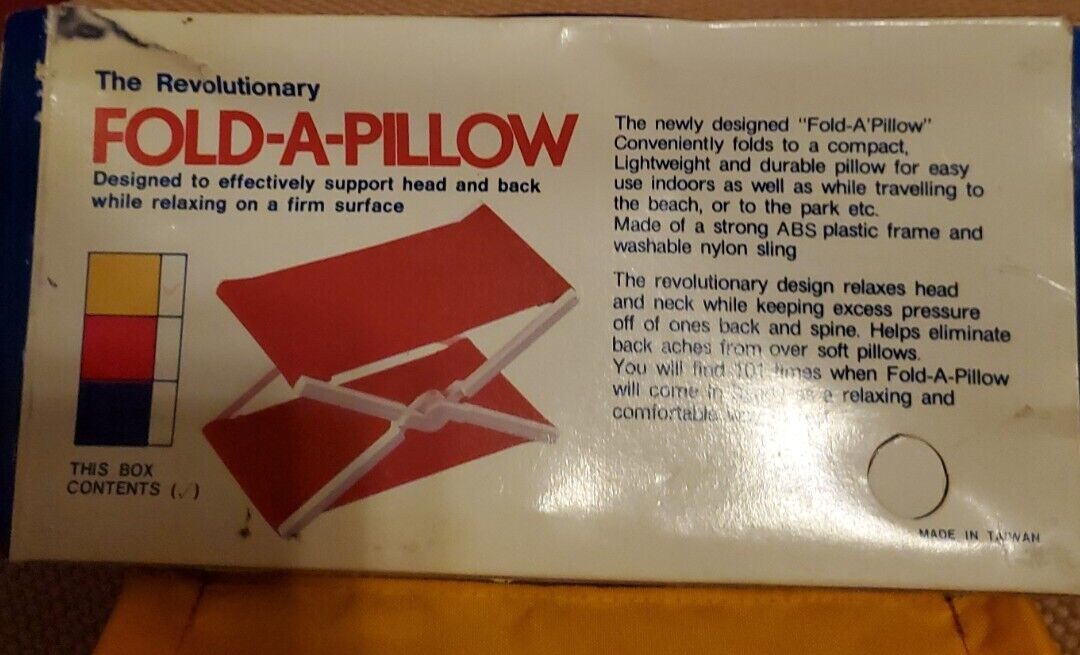 The Revolutionary
FOLD-A-PILLOW
Designed to effectively support head and back
while relaxing on a firm surface
THIS BOX
CONTENTS (✓)
The newly designed "Fold-A'Pillow"
Conveniently folds to a compact,
Lightweight and durable pillow for easy
use indoors as well as while travelling to
the beach, or to the park etc.
Made of a strong ABS plastic frame and
washable nylon sling
The revolutionary design relaxes head
and neck while keeping excess pressure
off of ones back and spine. Helps eliminate
back aches from over soft pillows.
You will find 101 times when Fold-A-Pillow
will come in relaxing and
comfortable
MADE IN TAIWAN